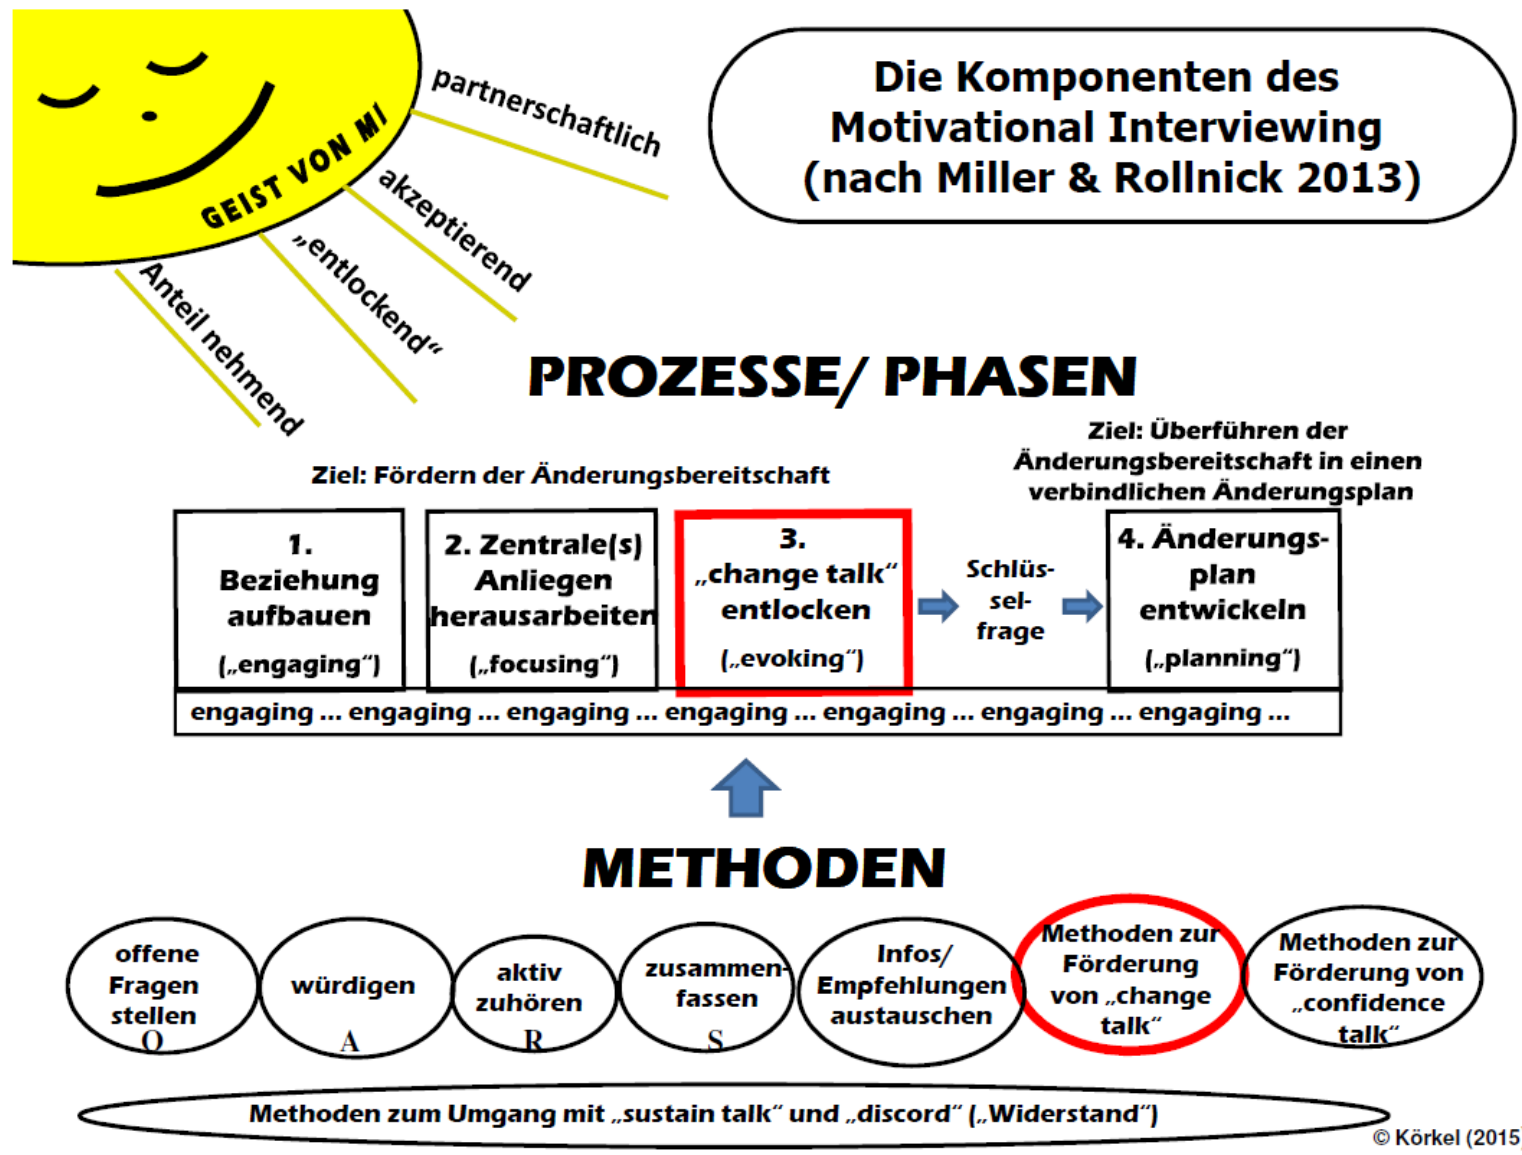 Die Komponenten des
Motivational Interviewing
(nach Miller & Rollnick 2013)
GEIST VON MI
partnerschaftlich
akzeptierend
„entlockend“
Anteil nehmend
PROZESSE/ PHASEN
Ziel: Fördern der Änderungsbereitschaft
Ziel: Überführen der
Änderungsbereitschaft in einen
verbindlichen Änderungsplan
1.
Beziehung
aufbauen
(„engaging“)
2. Zentrale(s)
Anliegen
herausarbeiten
(„focusing“)
3.
„change talk“
entlocken
(„evoking“)
Schlüs-
sel-
frage
4. Änderungs-
plan
entwickeln
(„planning“)
engaging ... engaging ... engaging ... engaging ... engaging ... engaging ... engaging ...
METHODEN
offene
Fragen
stellen
O
würdigen
A
aktiv
zuhören
R
zusammen-
fassen
S
Infos/
Empfehlungen
austauschen
Methoden zur
Förderung
von „change
talk“
Methoden zur
Förderung von
„confidence
talk“
Methoden zum Umgang mit „sustain talk“ und „discord“ („Widerstand“)
© Körkel (2015)